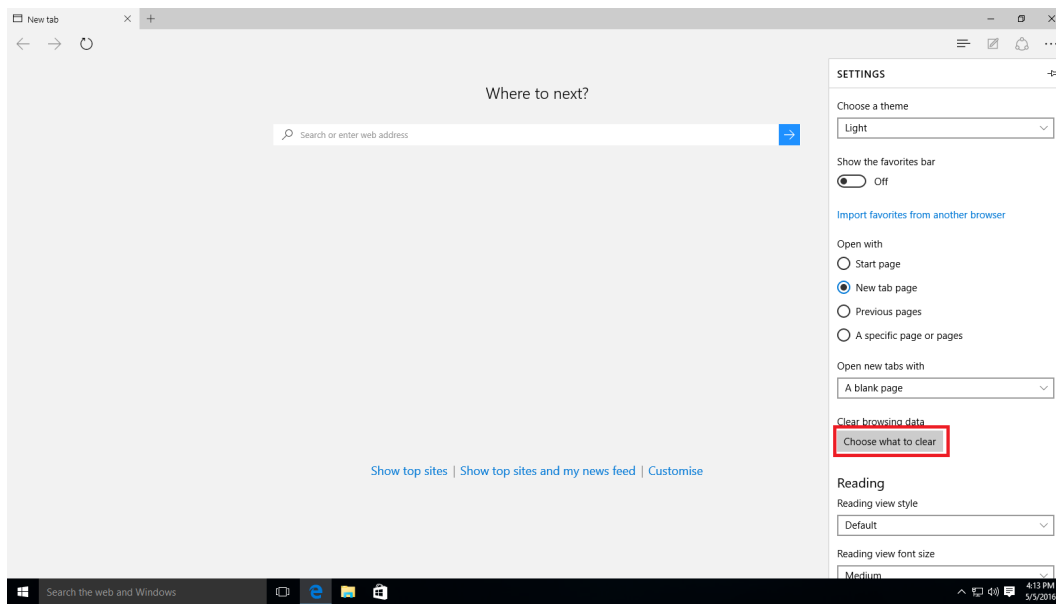 New tab
SETTINGS
Where to next?
Search or enter web address
Choose a theme
Light
Show the favorites bar
Off
Import favorites from another browser
Open with
Start page
New tab page
Previous pages
A specific page or pages
Open new tabs with
A blank page
Clear browsing data
Choose what to clear
Show top sites | Show top sites and my news feed | Customise
Reading
Reading view style
Default
Reading view font size
Medium
Search the web and Windows
4:13 PM
5/5/2016